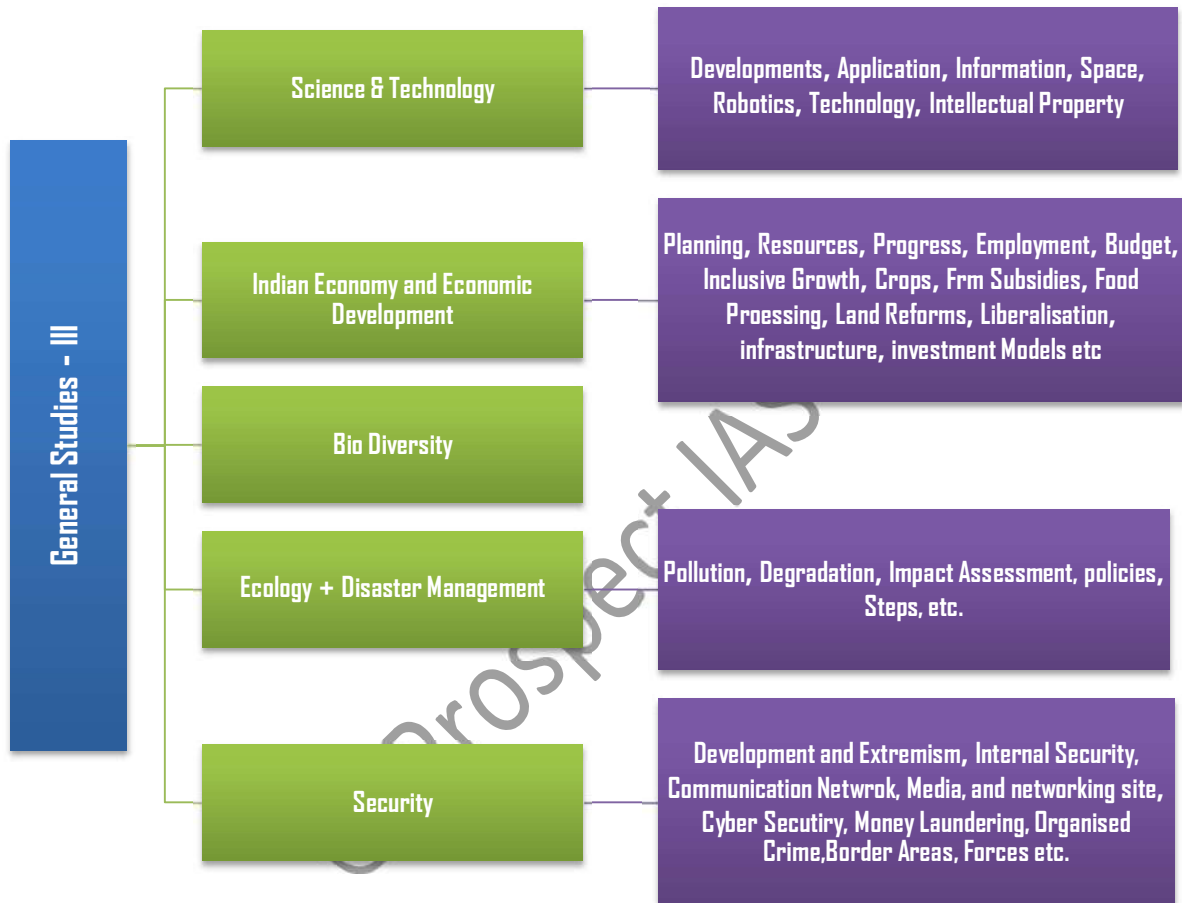 General Studies - III
Science & Technology
Developments, Application, Information, Space,
Robotics, Technology, Intellectual Property
Indian Economy and Economic
Development
Planning, Resources, Progress, Employment, Budget,
Inclusive Growth, Crops, Frm Subsidies, Food
Proessing, Land Reforms, Liberalisation,
infrastructure, investment Models etc
Bio Diversity
Ecology + Disaster Management
Pollution, Degradation, Impact Assessment, policies,
Steps, etc.
Security
Development and Extremism, Internal Security,
Communication Netwrok, Media, and networking site,
Cyber Secutiry, Money Laundering, Organised
Crime,Border Areas, Forces etc.
Prospect IAS